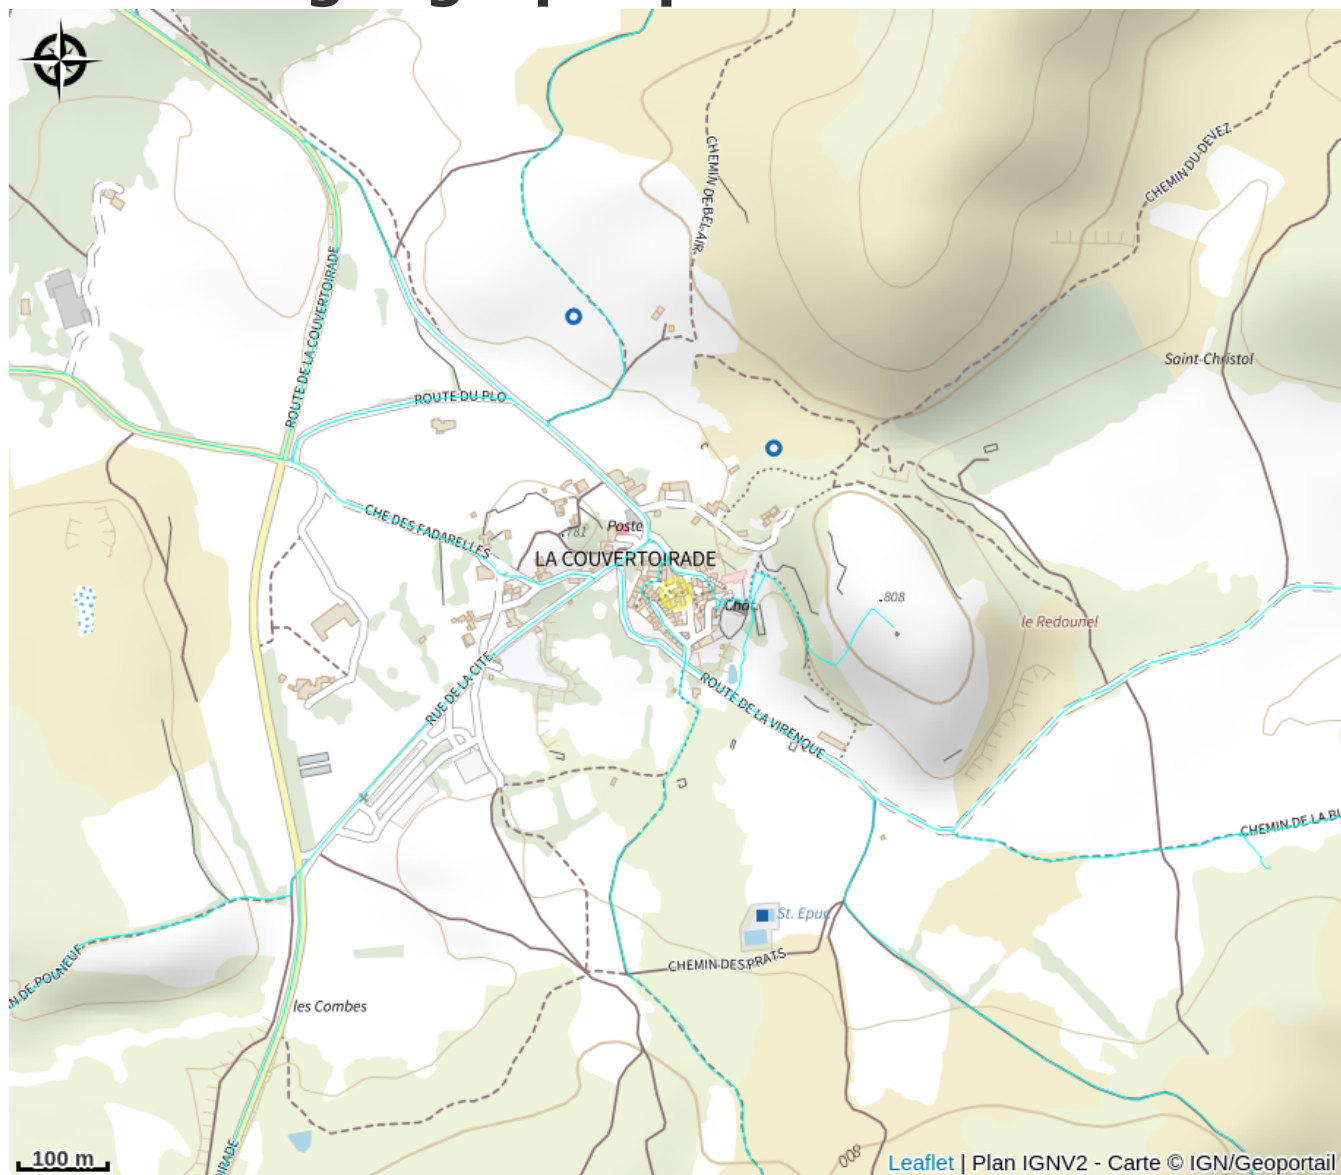 CHEMIN DE BEL-AIR
CHEMIN DU DEVEZ
ROUTE DE LA COUVERTOIRADE
Saint-Christol
ROUTE DU PLO
CHE DES FADARELLES
Poste
781
LA COUVERTOIRADE
Chât.
808
le Redounel
RUE DE LA CITE
ROUTE DE LA VIRENQUE
CHEMIN DE LA
St. Epur.
CHEMIN DES PRATS
N DE POUNEUF
les Combes
IRADE
800
100 m
Leaflet | Plan IGNV2 - Carte © IGN/Geoportail